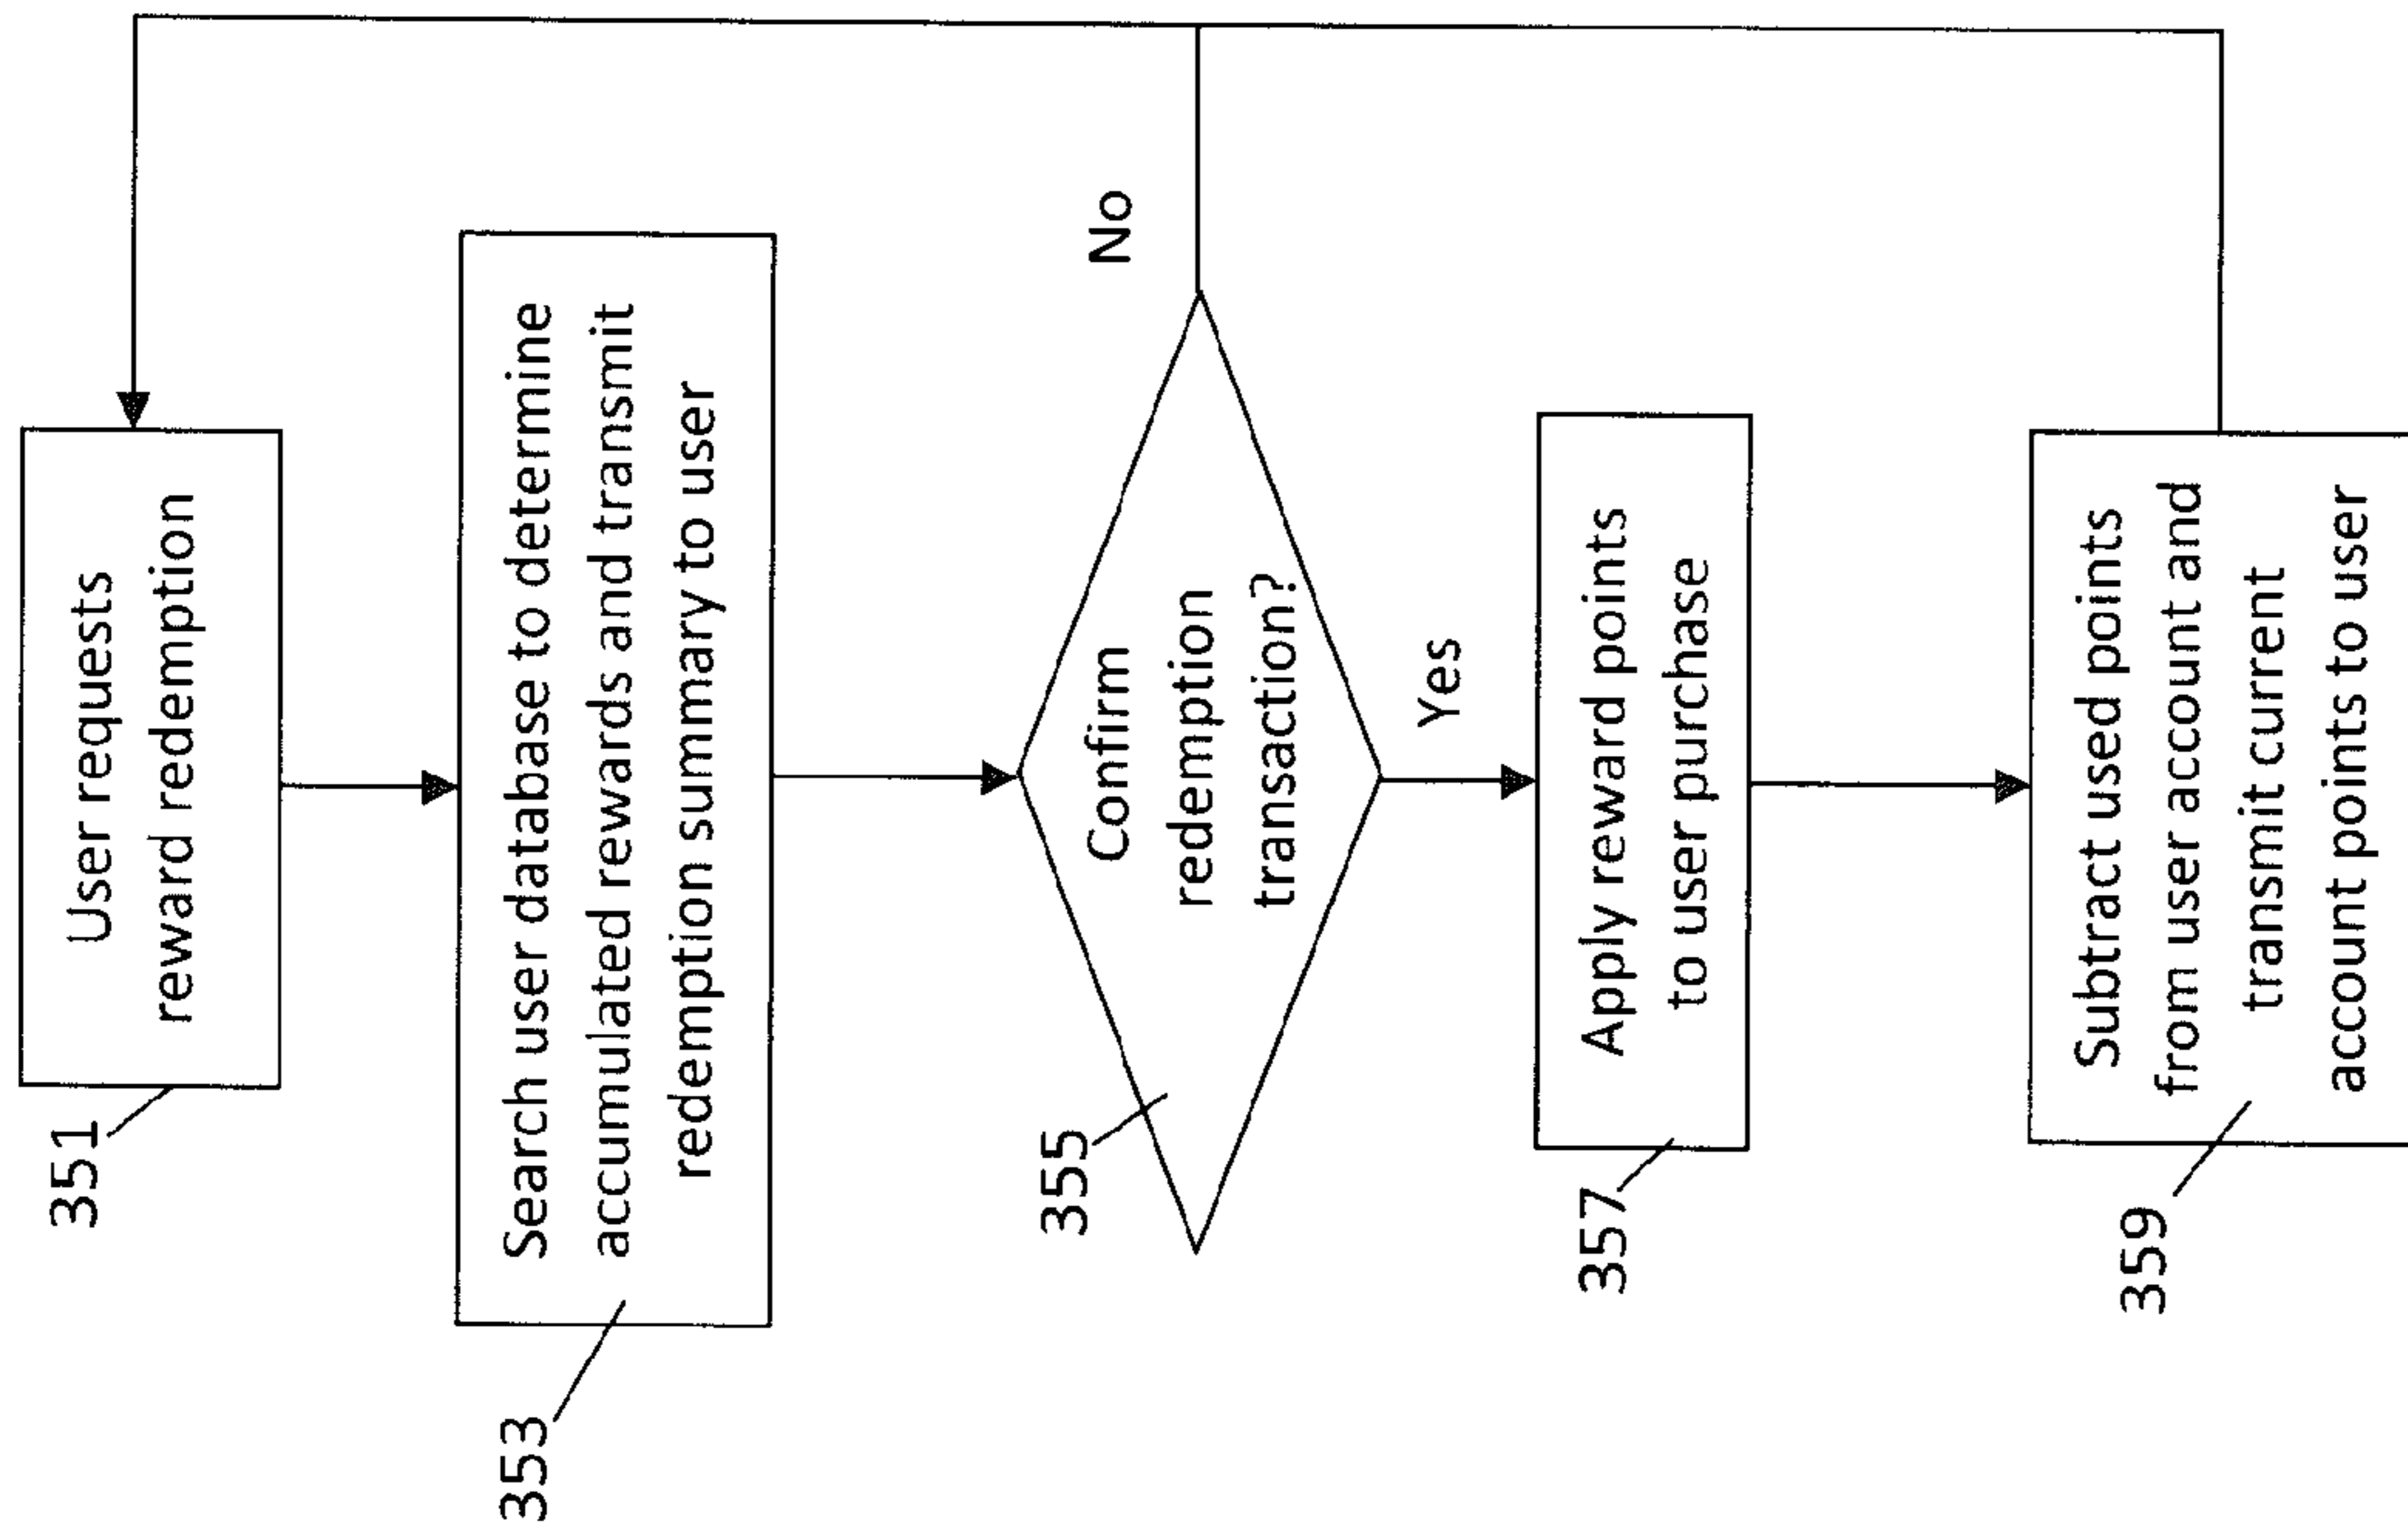 User requests
reward redemption
351
Search user database to determine
accumulated rewards and transmit
redemption summary to user
353
Confirm
redemption
transaction?
355
No
Yes
Apply reward points
to user purchase
357
Subtract used points
from user account and
transmit current
account points to user
359